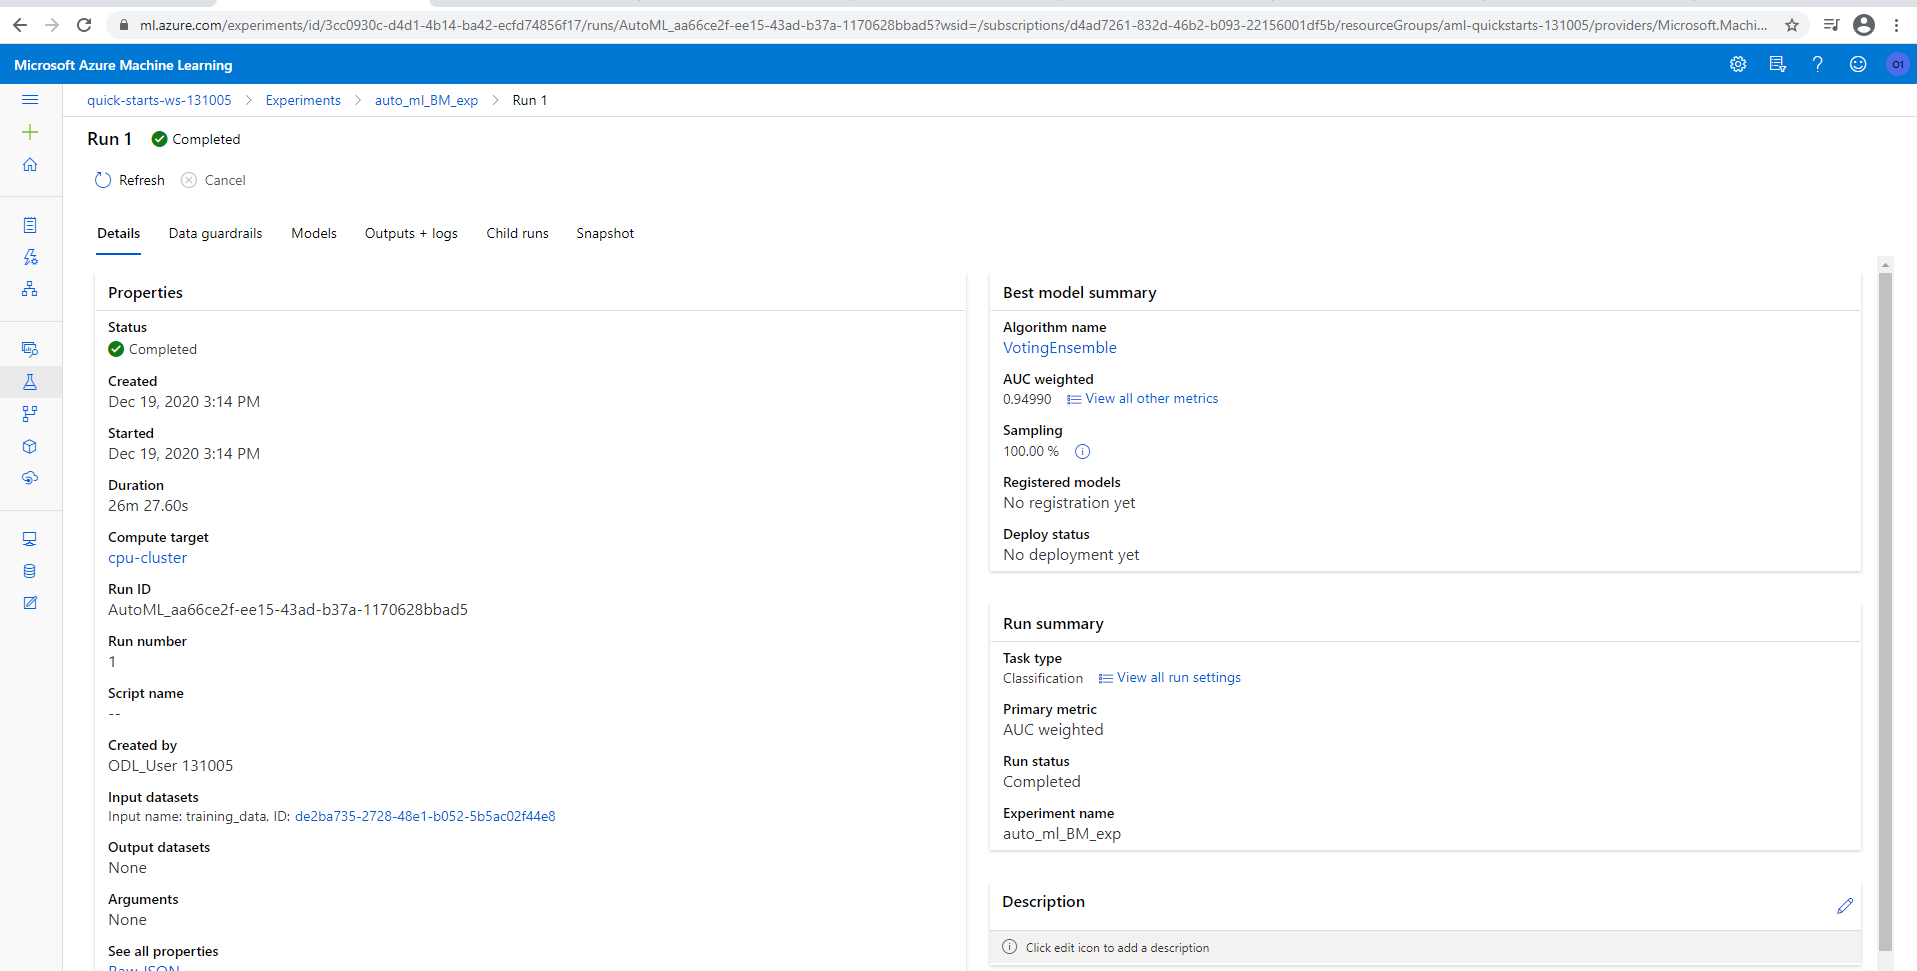 ml.azure.com/experiments/id/3cc0930c-d4d1-4b14-ba42-ecfd74856f17/runs/AutoML_aa66ce2f-ee15-43ad-b37a-1170628bbad5?wsid=/subscriptions/d4ad7261-832d-46b2-b093-22156001df5b/resourceGroups/aml-quickstarts-131005/providers/Microsoft.Machi...
Microsoft Azure Machine Learning
O1
quick-starts-ws-131005 > Experiments > auto_ml_BM_exp > Run 1
Run 1 Completed
Refresh Cancel
Details Data guardrails Models Outputs + logs Child runs Snapshot
Properties
Status
Completed
Created
Dec 19, 2020 3:14 PM
Started
Dec 19, 2020 3:14 PM
Duration
26m 27.60s
Compute target
cpu-cluster
Run ID
AutoML_aa66ce2f-ee15-43ad-b37a-1170628bbad5
Run number
1
Script name
--
Created by
ODL_User 131005
Input datasets
Input name: training_data, ID: de2ba735-2728-48e1-b052-5b5ac02f44e8
Output datasets
None
Arguments
None
See all properties
Raw JSON
Best model summary
Algorithm name
VotingEnsemble
AUC weighted
0.94990 View all other metrics
Sampling
100.00 %
Registered models
No registration yet
Deploy status
No deployment yet
Run summary
Task type
Classification View all run settings
Primary metric
AUC weighted
Run status
Completed
Experiment name
auto_ml_BM_exp
Description
Click edit icon to add a description